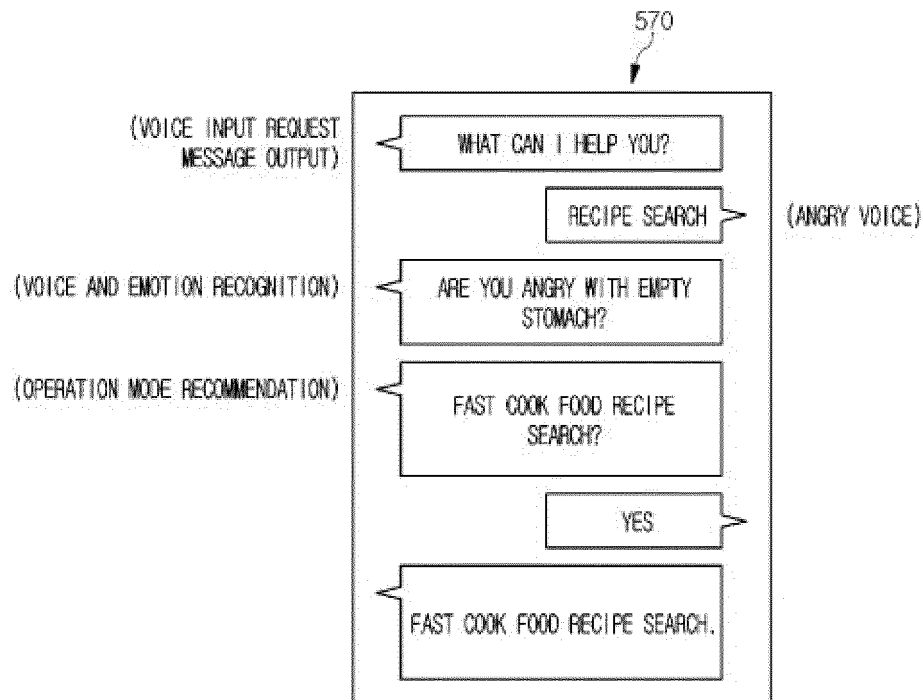 570
(VOICE INPUT REQUEST
MESSAGE OUTPUT)
WHAT CAN I HELP YOU?
RECIPE SEARCH
(ANGRY VOICE)
(VOICE AND EMOTION RECOGNITION)
ARE YOU ANGRY WITH EMPTY
STOMACH?
(OPERATION MODE RECOMMENDATION)
FAST COOK FOOD RECIPE
SEARCH?
YES
FAST COOK FOOD RECIPE SEARCH.